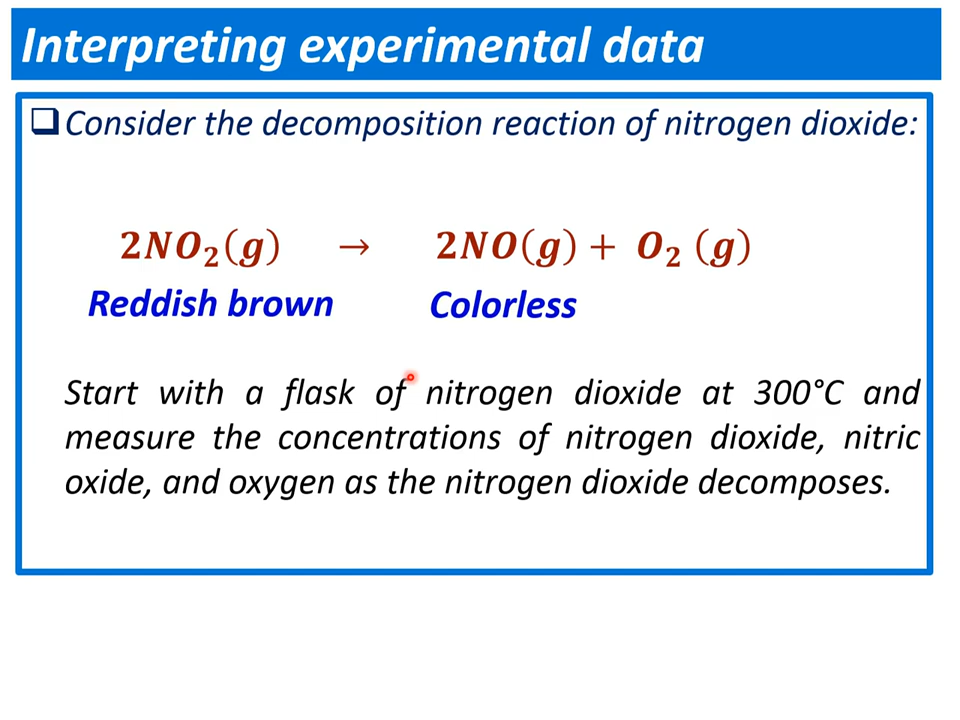 Interpreting experimental data
❑ Consider the decomposition reaction of nitrogen dioxide:
2NO₂(g) → 2NO(g) + O₂ (g)
Reddish brown Colorless
Start with a flask of nitrogen dioxide at 300°C and
measure the concentrations of nitrogen dioxide, nitric
oxide, and oxygen as the nitrogen dioxide decomposes.